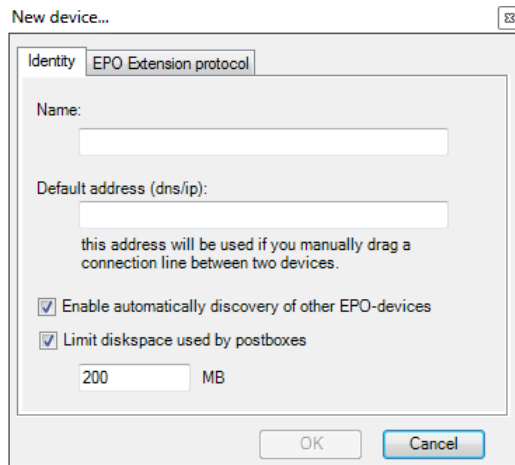 New device...
Identity
EPO Extension protocol
Name:
Default address (dns/ip):
this address will be used if you manually drag a
connection line between two devices.
Enable automatically discovery of other EPO-devices
Limit diskspace used by postboxes
200 MB
OK Cancel